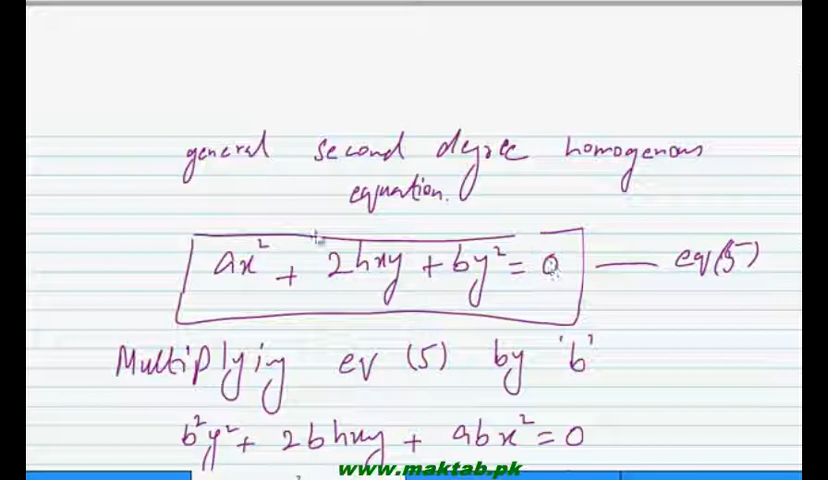 general second degree homogenous
equation.
ax² + 2hxy + by² = 0 — eq(5)
Multiplying eq (5) by 'b'
b²y² + 2bhxy + abx² = 0
www.maktab.pk